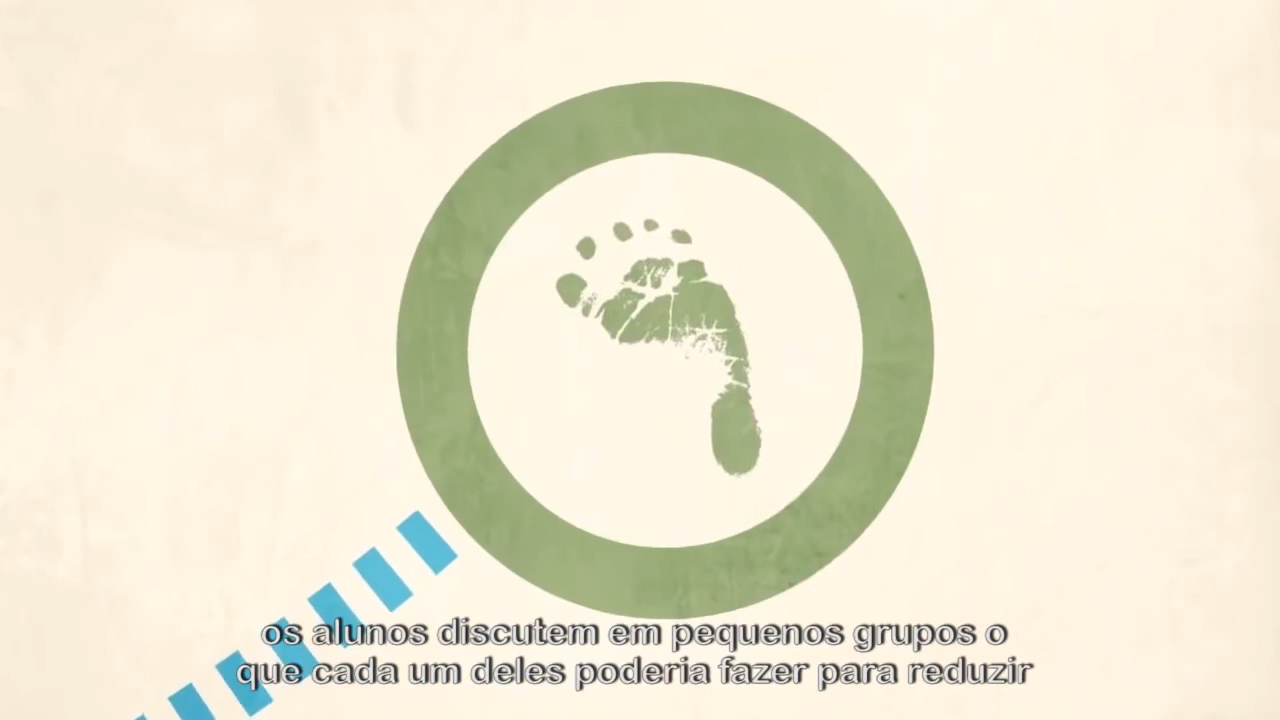 os alunos discutem em pequenos grupos o
que cada um deles poderia fazer para reduzir